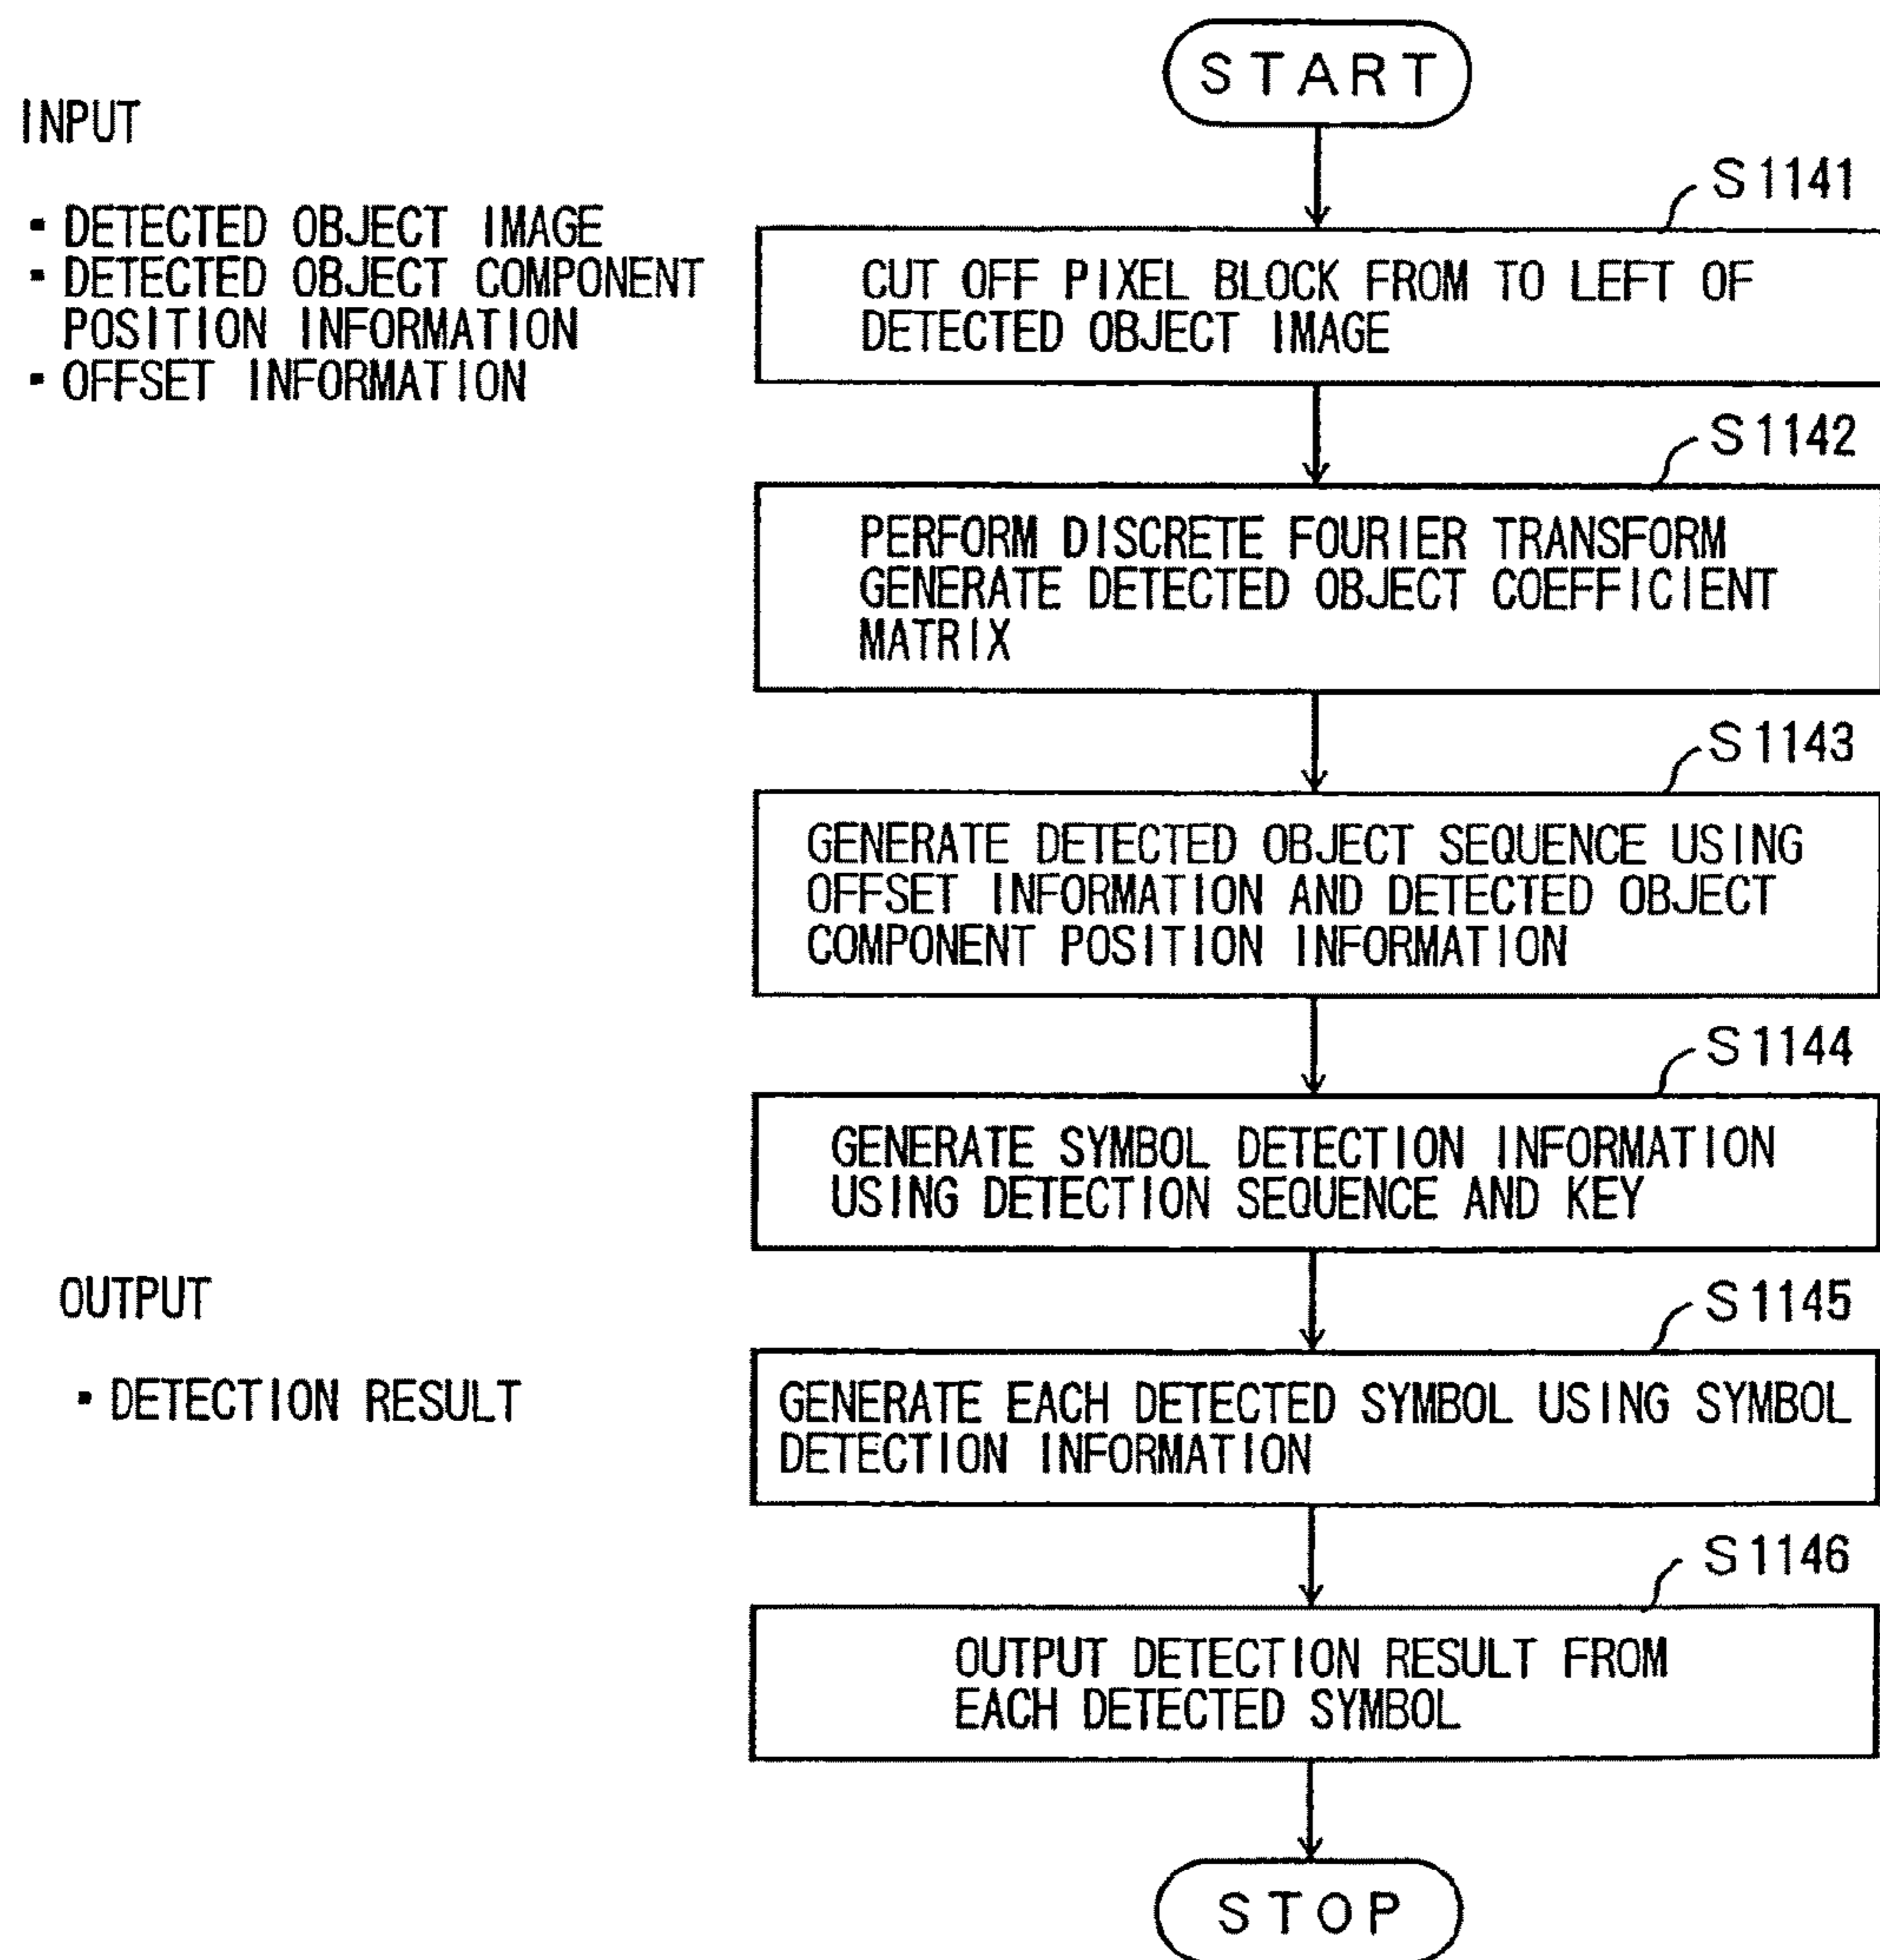 INPUT
- DETECTED OBJECT IMAGE
- DETECTED OBJECT COMPONENT
POSITION INFORMATION
- OFFSET INFORMATION
START
S1141
CUT OFF PIXEL BLOCK FROM TO LEFT OF
DETECTED OBJECT IMAGE
S1142
PERFORM DISCRETE FOURIER TRANSFORM
GENERATE DETECTED OBJECT COEFFICIENT
MATRIX
S1143
GENERATE DETECTED OBJECT SEQUENCE USING
OFFSET INFORMATION AND DETECTED OBJECT
COMPONENT POSITION INFORMATION
S1144
GENERATE SYMBOL DETECTION INFORMATION
USING DETECTION SEQUENCE AND KEY
OUTPUT
- DETECTION RESULT
S1145
GENERATE EACH DETECTED SYMBOL USING SYMBOL
DETECTION INFORMATION
S1146
OUTPUT DETECTION RESULT FROM
EACH DETECTED SYMBOL
STOP